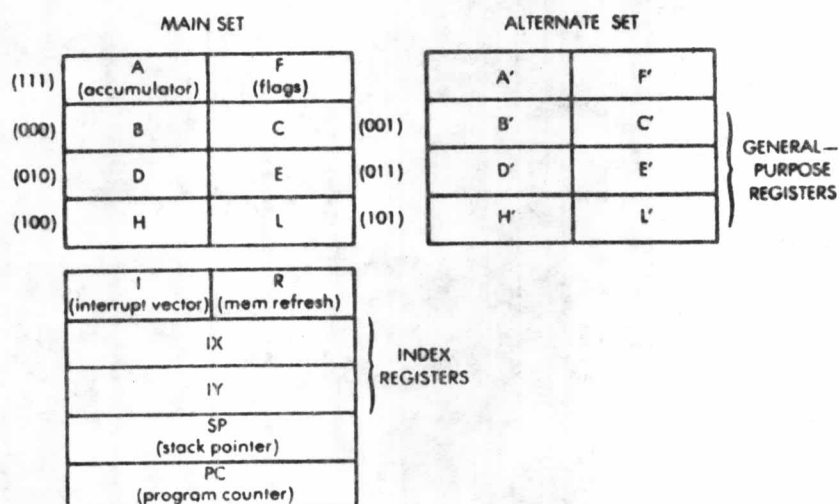 MAIN SET
ALTERNATE SET
(111)
A
(accumulator)
F
(flags)
A'
F'
(000)
B
C
(001)
B'
C'
(010)
D
E
(011)
D'
E'
(100)
H
L
(101)
H'
L'
GENERAL—
PURPOSE
REGISTERS
I
(interrupt vector)
R
(mem refresh)
IX
IY
INDEX
REGISTERS
SP
(stack pointer)
PC
(program counter)